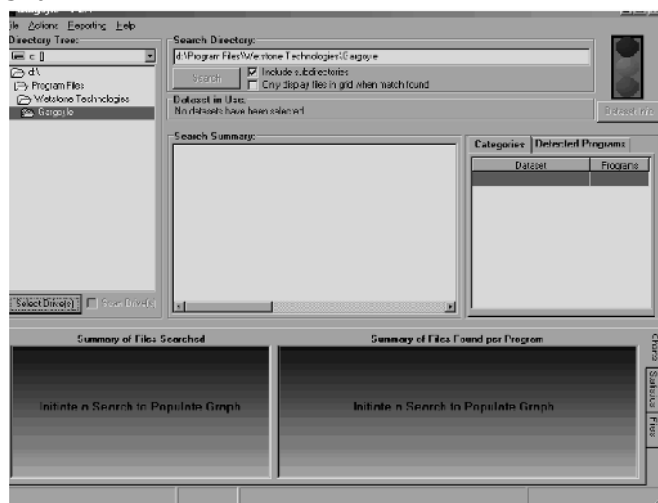 Actions Reporting Help
Directory Tree:
d:\
Program Files
Wetstone Technologies
Gargoyle
Select Drive(s)
Scan Drive(s)
Search Directory:
d:\Program Files\Wetstone Technologies\Gargoyle
Search
Include subdirectories
Only display files in grid when match found
Dataset in Use:
No datasets have been selected
Dataset Info
Search Summary:
Categories Detected Programs
Dataset Programs
Summary of Files Searched
Initiate a Search to Populate Graph
Summary of Files Found per Program
Initiate a Search to Populate Graph
Charts
Statistics
Files